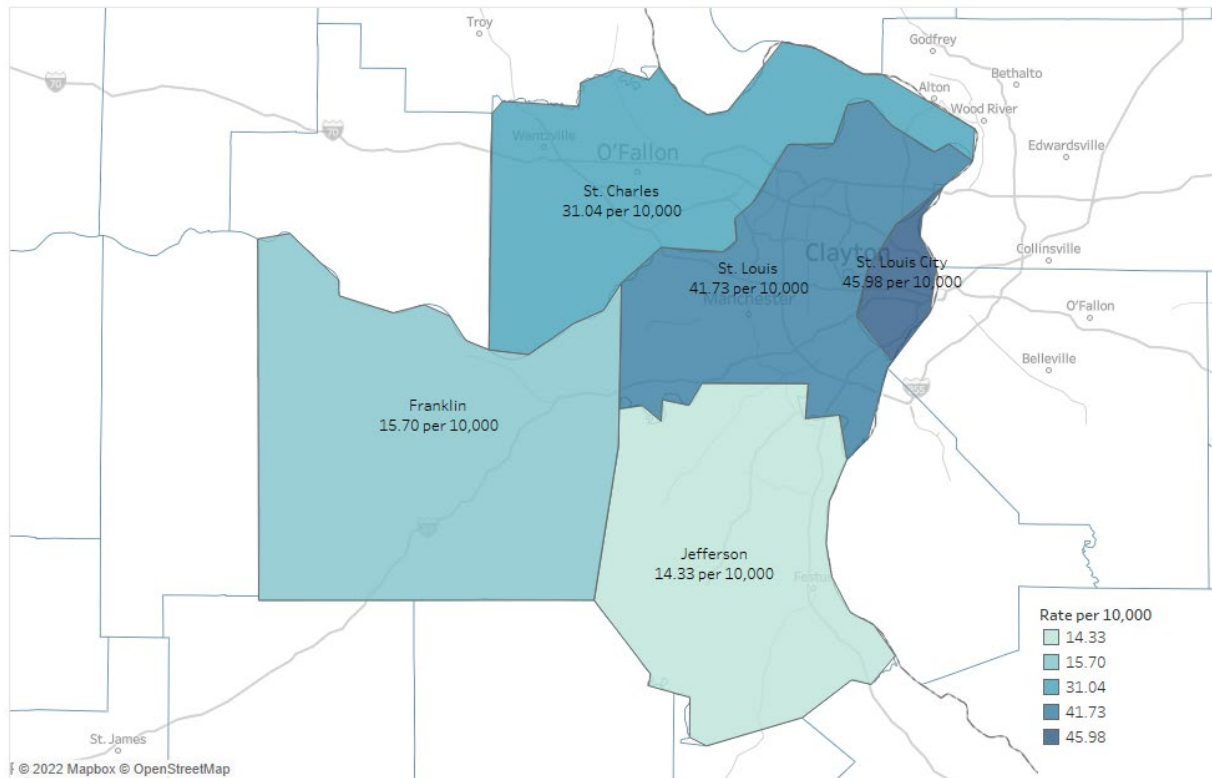 Troy
Godfrey
Bethalto
Alton
Wood River
70
70
Wentzville
O'Fallon
Edwardsville
St. Charles
31.04 per 10,000
Collinsville
Clayton
St. Louis
41.73 per 10,000
St. Louis City
45.98 per 10,000
Manchester
O'Fallon
Belleville
Franklin
15.70 per 10,000
Jefferson
14.33 per 10,000
Festus
Rate per 10,000
14.33
15.70
31.04
41.73
45.98
St. James
© 2022 Mapbox © OpenStreetMap